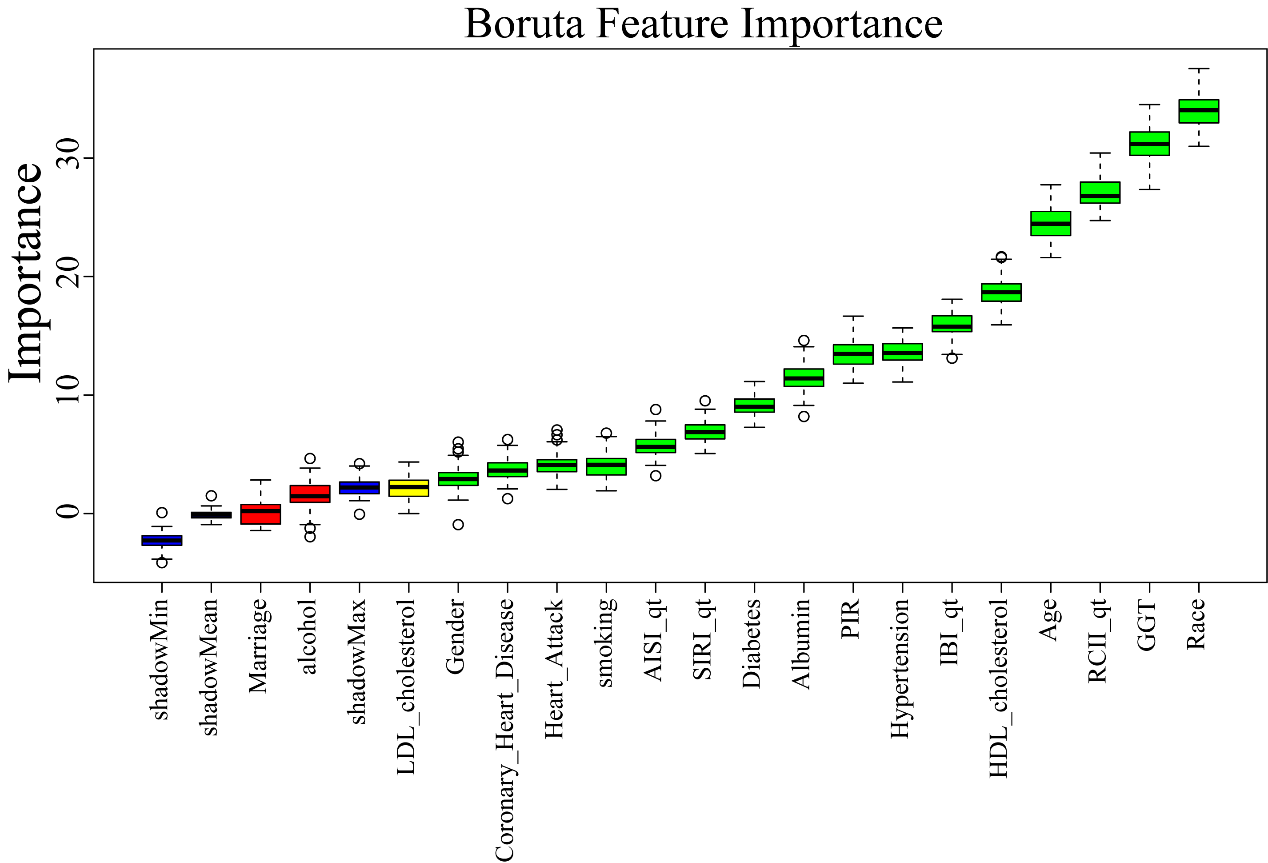 Boruta Feature Importance
Importance
30
20
10
0
shadowMin
shadowMean
Marriage
alcohol
shadowMax
LDL_cholesterol
Gender
Coronary_Heart_Disease
Heart_Attack
smoking
AISI_qt
SIRI_qt
Diabetes
Albumin
PIR
Hypertension
IBI_qt
HDL_cholesterol
Age
RCII_qt
GGT
Race